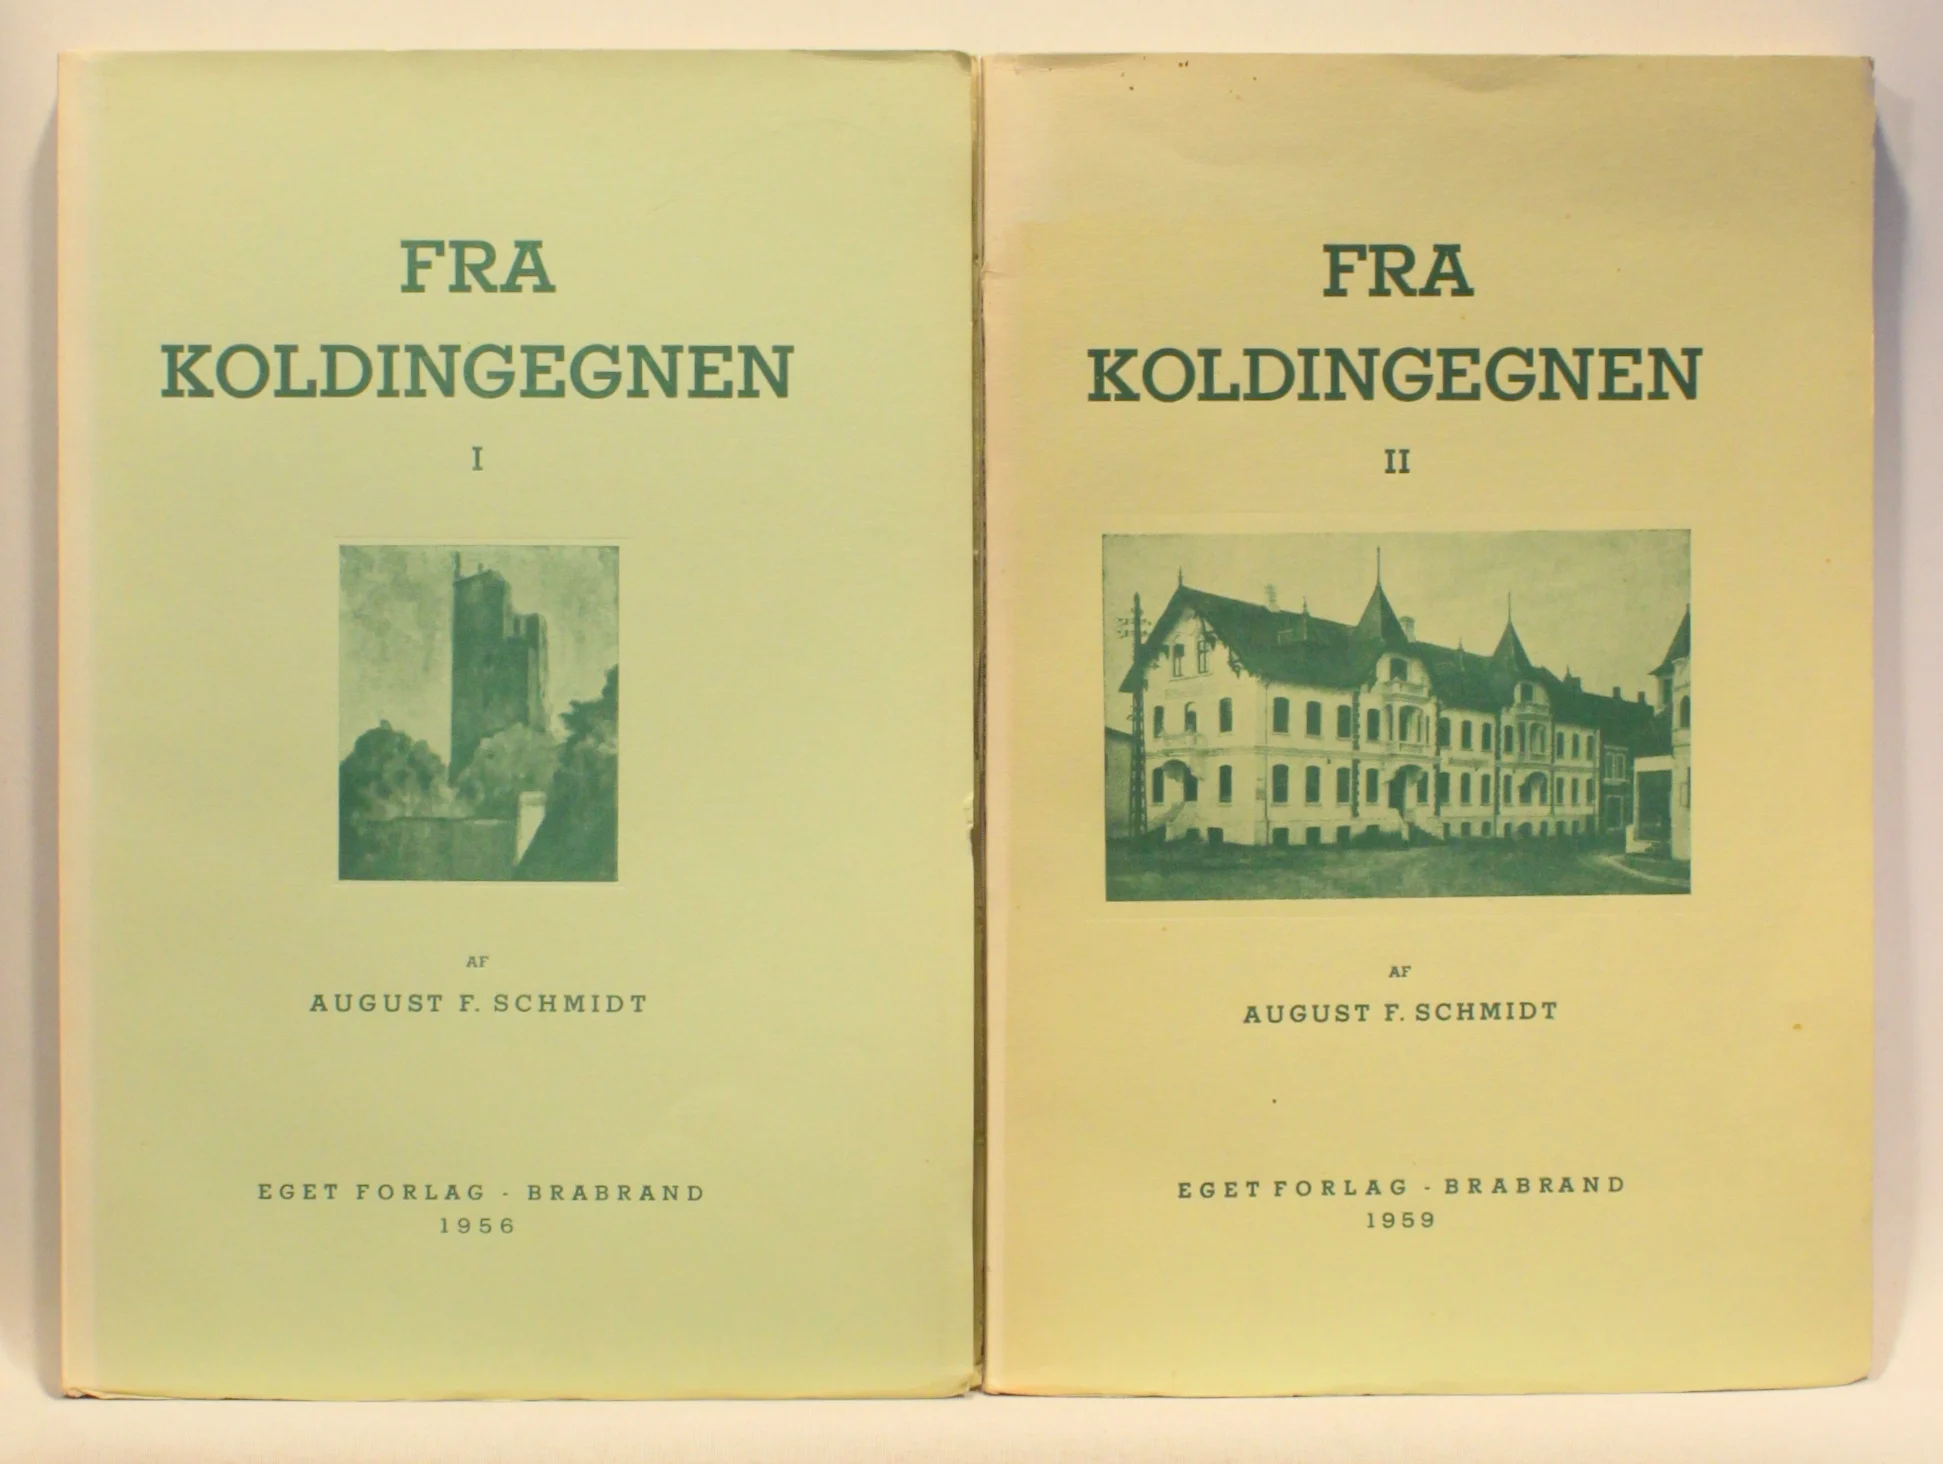 FRA
KOLDINGEGNEN
I
AF
AUGUST F. SCHMIDT
EGET FORLAG - BRABRAND
1956
FRA
KOLDINGEGNEN
II
AF
AUGUST F. SCHMIDT
EGET FORLAG - BRABRAND
1959